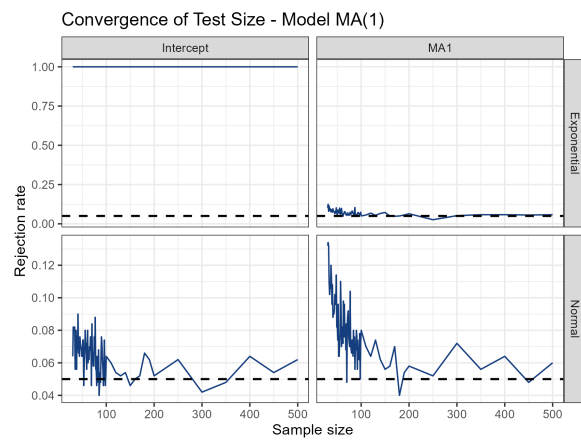 Convergence of Test Size - Model MA(1)
Intercept
MA1
Rejection rate
1.00
0.75
0.50
0.25
0.00
Exponential
0.12
0.10
0.08
0.06
0.04
Normal
100 200 300 400 500
100 200 300 400 500
Sample size